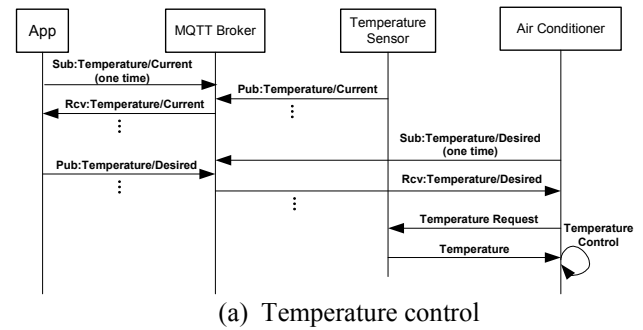 App
MQTT Broker
Temperature
Sensor
Air Conditioner
Sub:Temperature/Current
(one time)
Pub:Temperature/Current
Rcv:Temperature/Current
Sub:Temperature/Desired
(one time)
Pub:Temperature/Desired
Rcv:Temperature/Desired
Temperature Request
Temperature
Control
Temperature
(a) Temperature control